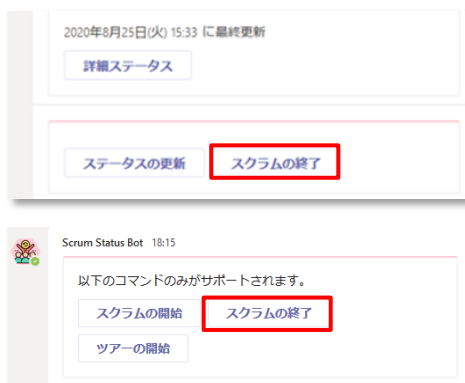 2020年8月25日(火) 15:33 に最終更新
詳細ステータス
ステータスの更新 スクラムの終了
Scrum Status Bot 18:15
以下のコマンドのみがサポートされます。
スクラムの開始 スクラムの終了
ツアーの開始